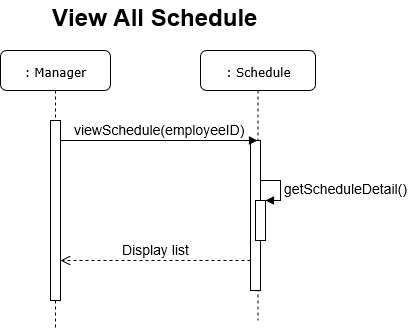 View All Schedule
: Manager
: Schedule
viewSchedule(employeeID)
getScheduleDetail()
Display list